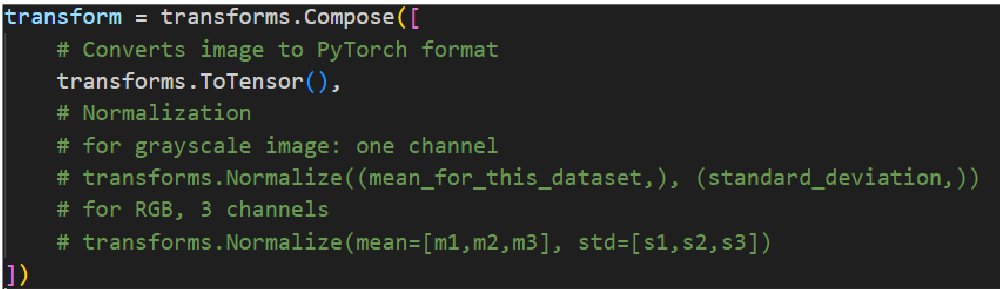 transform = transforms.Compose([
    # Converts image to PyTorch format
    transforms.ToTensor(),
    # Normalization
    # for grayscale image: one channel
    # transforms.Normalize((mean_for_this_dataset,), (standard_deviation,))
    # for RGB, 3 channels
    # transforms.Normalize(mean=[m1,m2,m3], std=[s1,s2,s3])
])